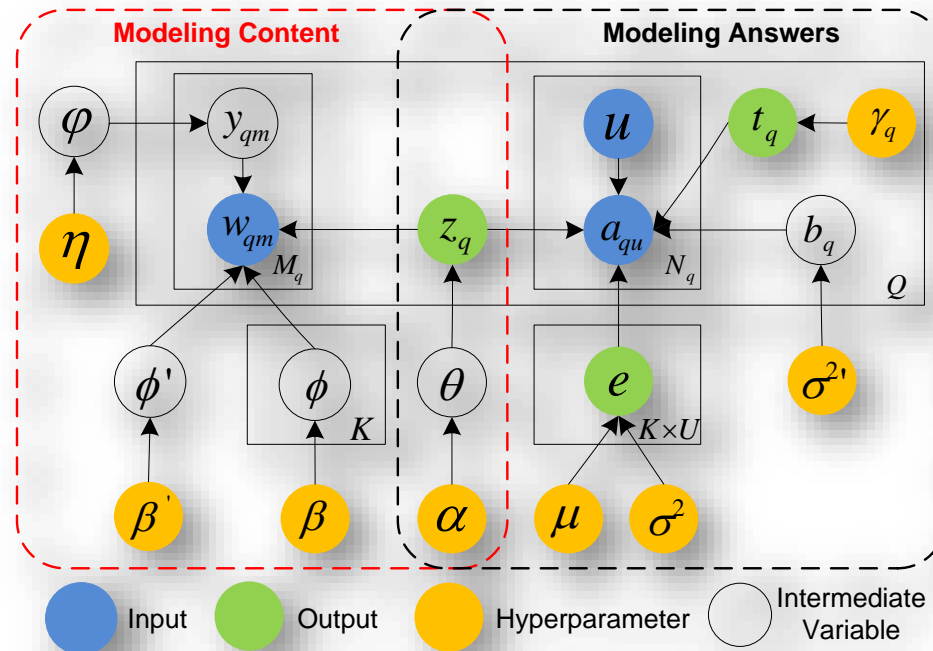 Modeling Content
Modeling Answers
φ
y_qm
u
t_q
γ_q
η
w_qm
z_q
a_qu
b_q
M_q
N_q
Q
ϕ'
ϕ
θ
e
σ²'
K
K×U
β'
β
α
μ
σ²
Input
Output
Hyperparameter
Intermediate
Variable